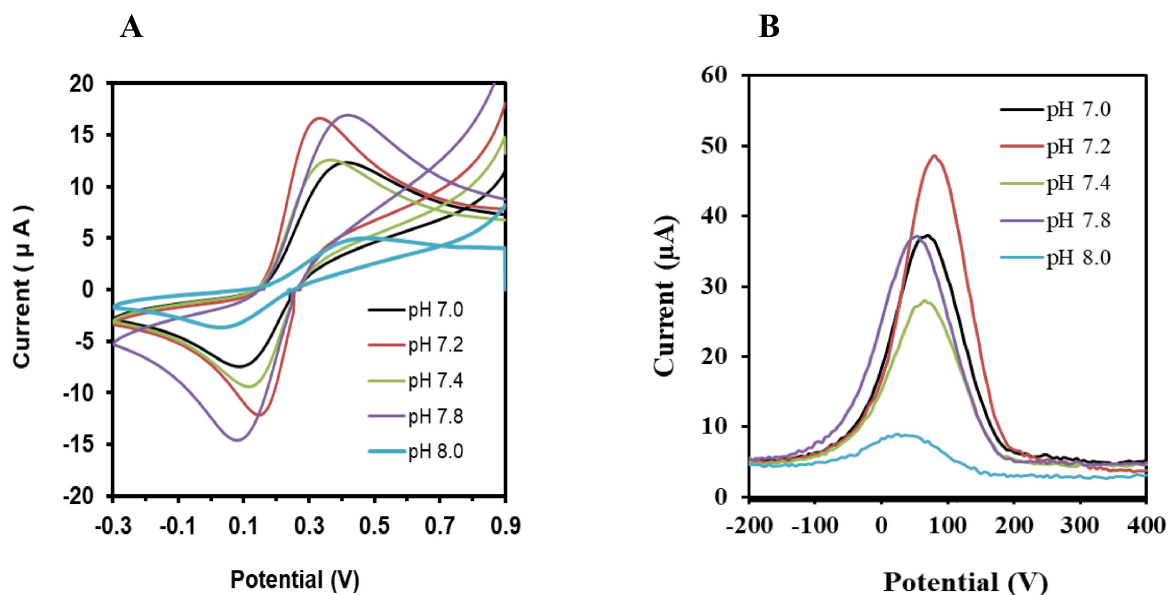 A
20
15
10
5
0
-5
-10
-15
-20
Current ( µ A )
-0.3
-0.1
0.1
0.3
0.5
0.7
0.9
Potential (V)
pH 7.0
pH 7.2
pH 7.4
pH 7.8
pH 8.0
B
60
50
40
30
20
10
0
Current (µA)
-200
-100
0
100
200
300
400
Potential (V)
pH 7.0
pH 7.2
pH 7.4
pH 7.8
pH 8.0